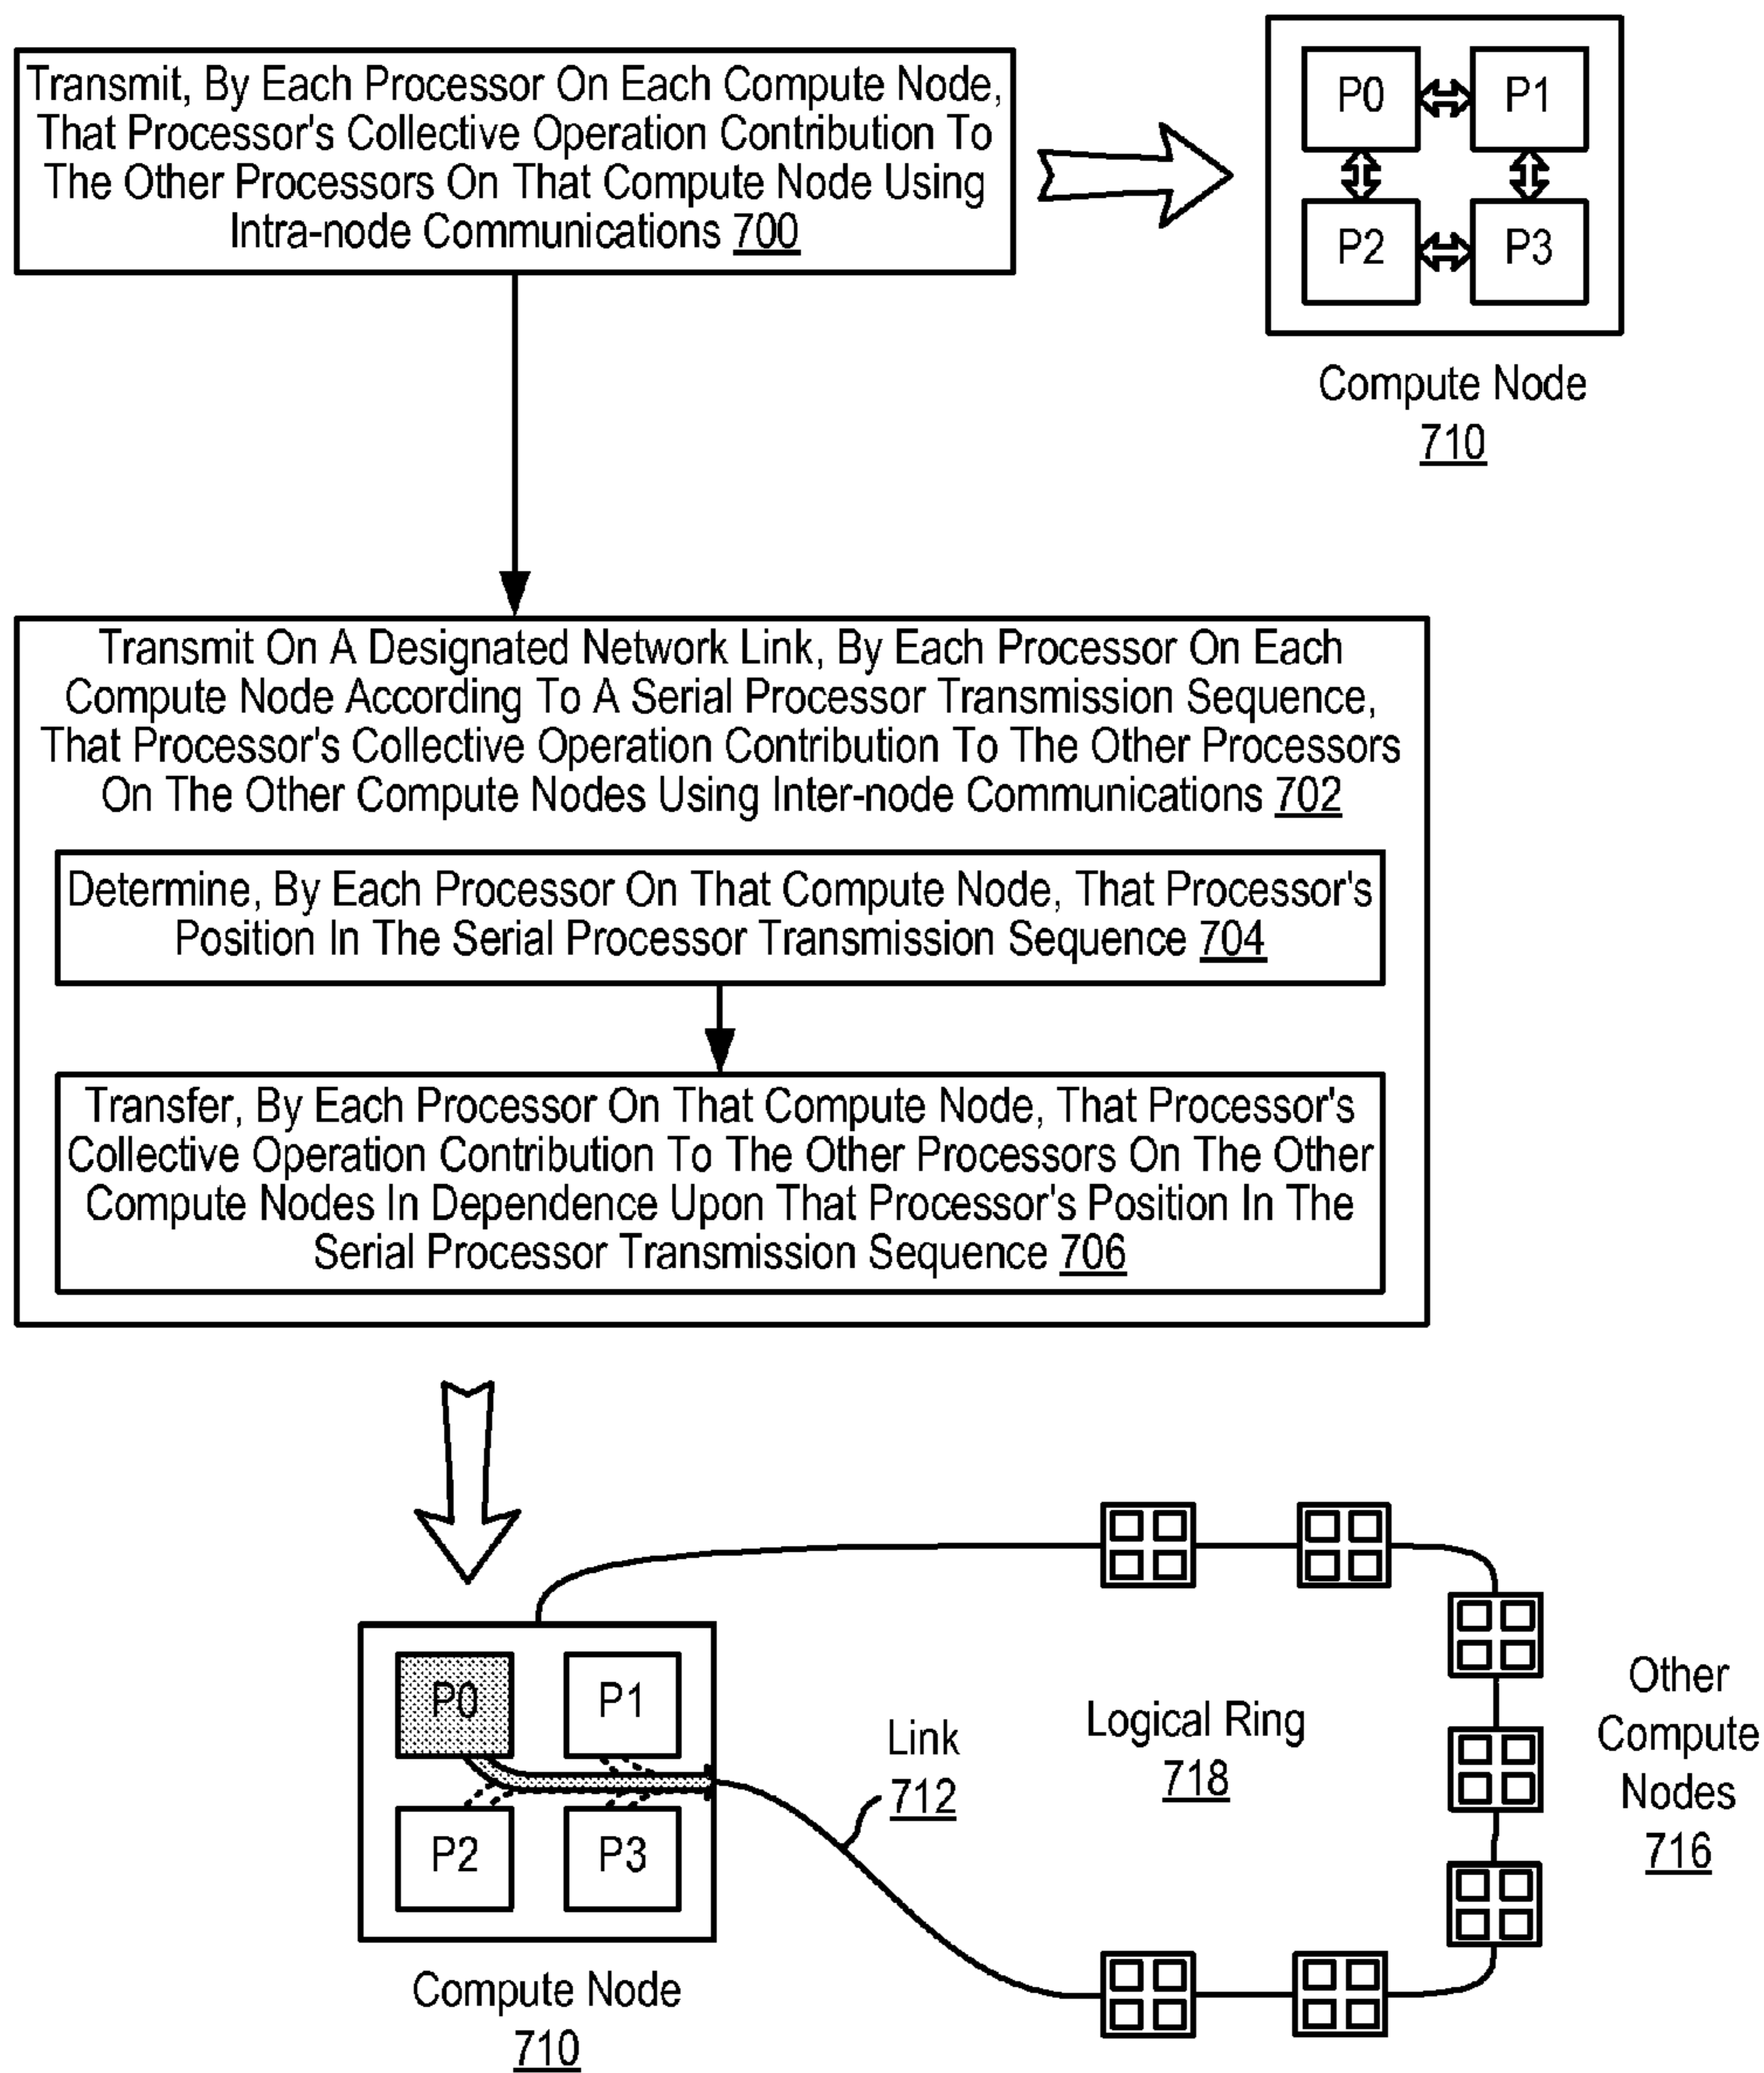 Transmit, By Each Processor On Each Compute Node,
That Processor's Collective Operation Contribution To
The Other Processors On That Compute Node Using
Intra-node Communications 700
P0
P1
P2
P3
Compute Node
710
Transmit On A Designated Network Link, By Each Processor On Each
Compute Node According To A Serial Processor Transmission Sequence,
That Processor's Collective Operation Contribution To The Other Processors
On The Other Compute Nodes Using Inter-node Communications 702
Determine, By Each Processor On That Compute Node, That Processor's
Position In The Serial Processor Transmission Sequence 704
Transfer, By Each Processor On That Compute Node, That Processor's
Collective Operation Contribution To The Other Processors On The Other
Compute Nodes In Dependence Upon That Processor's Position In The
Serial Processor Transmission Sequence 706
P0
P1
P2
P3
Compute Node
710
Link
712
Logical Ring
718
Other
Compute
Nodes
716